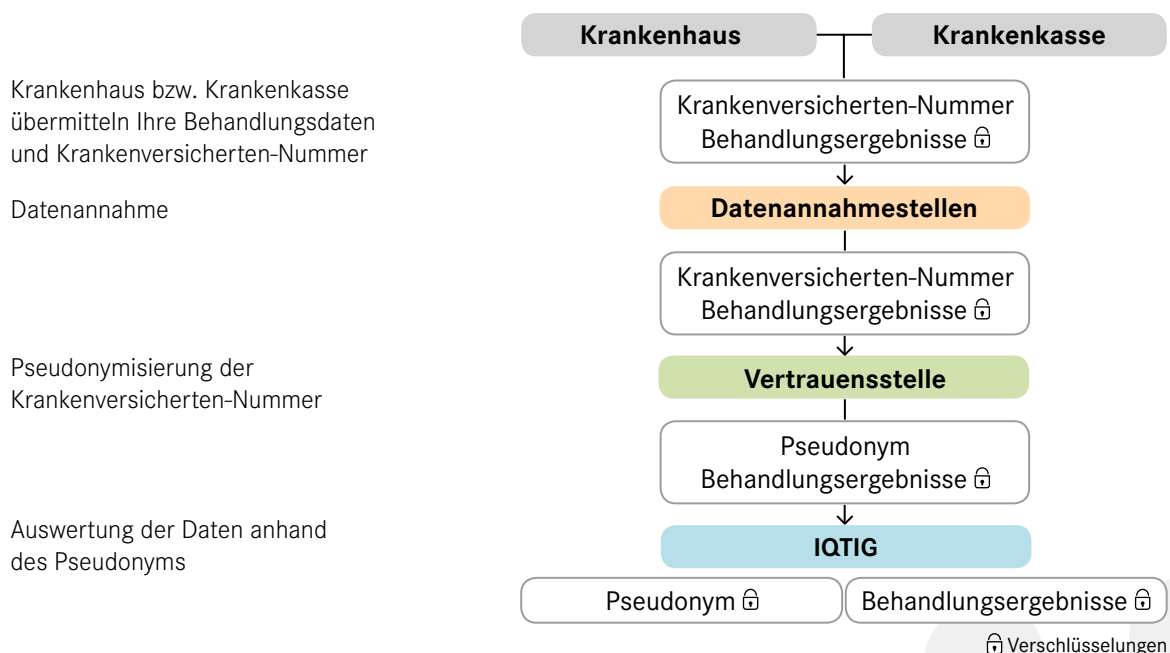 Krankenhaus
Krankenkasse
Krankenhaus bzw. Krankenkasse
übermitteln Ihre Behandlungsdaten
und Krankenversicherten-Nummer
Krankenversicherten-Nummer
Behandlungsergebnisse
Datenannahme
Datenannahmestellen
Krankenversicherten-Nummer
Behandlungsergebnisse
Pseudonymisierung der
Krankenversicherten-Nummer
Vertrauensstelle
Pseudonym
Behandlungsergebnisse
Auswertung der Daten anhand
des Pseudonyms
IQTIG
Pseudonym
Behandlungsergebnisse
Verschlüsselungen